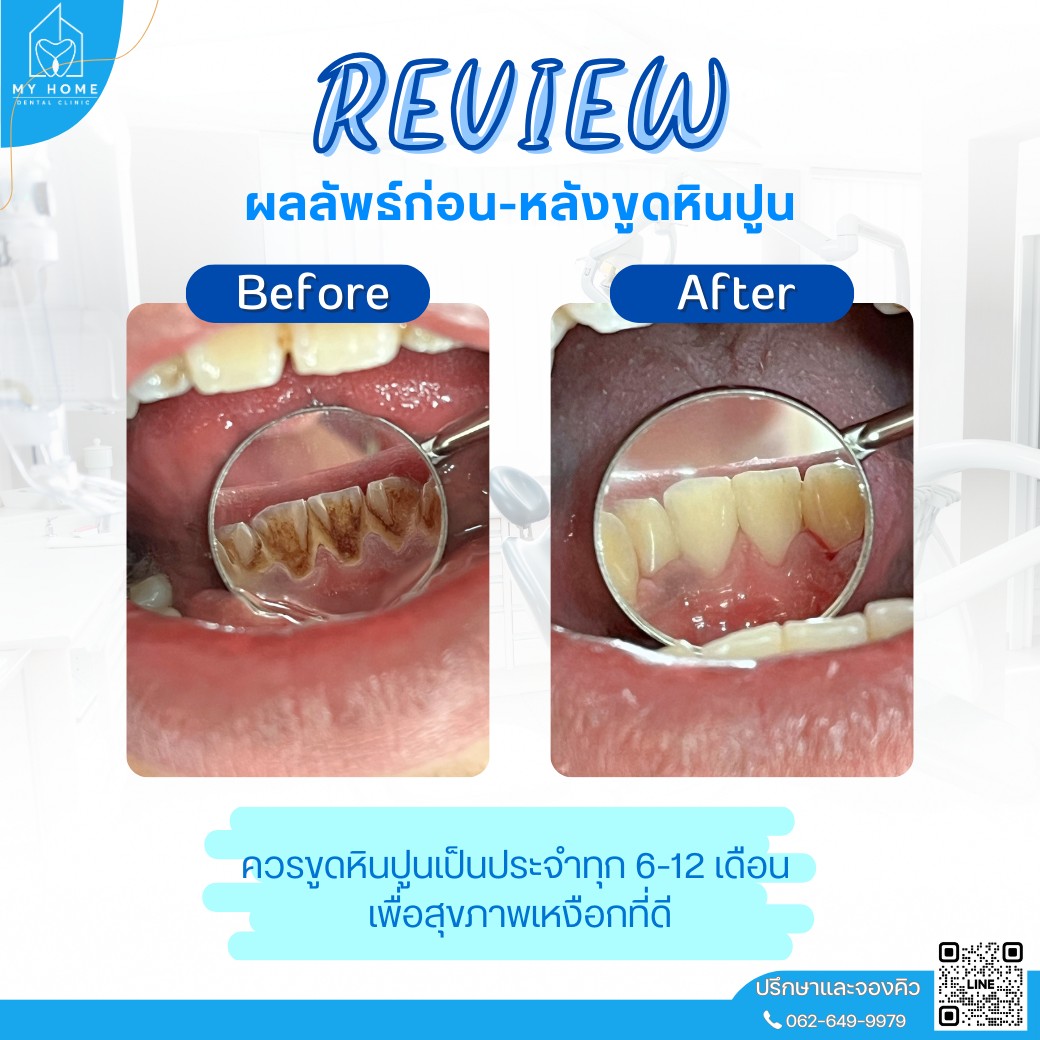 MY HOME
DENTAL CLINIC
REVIEW
ผลลัพธ์ก่อน-หลังขูดหินปูน
Before
After
ควรขูดหินปูนเป็นประจำทุก 6-12 เดือน
เพื่อสุขภาพเหงือกที่ดี
ปรึกษาและจองคิว
062-649-9979
LINE